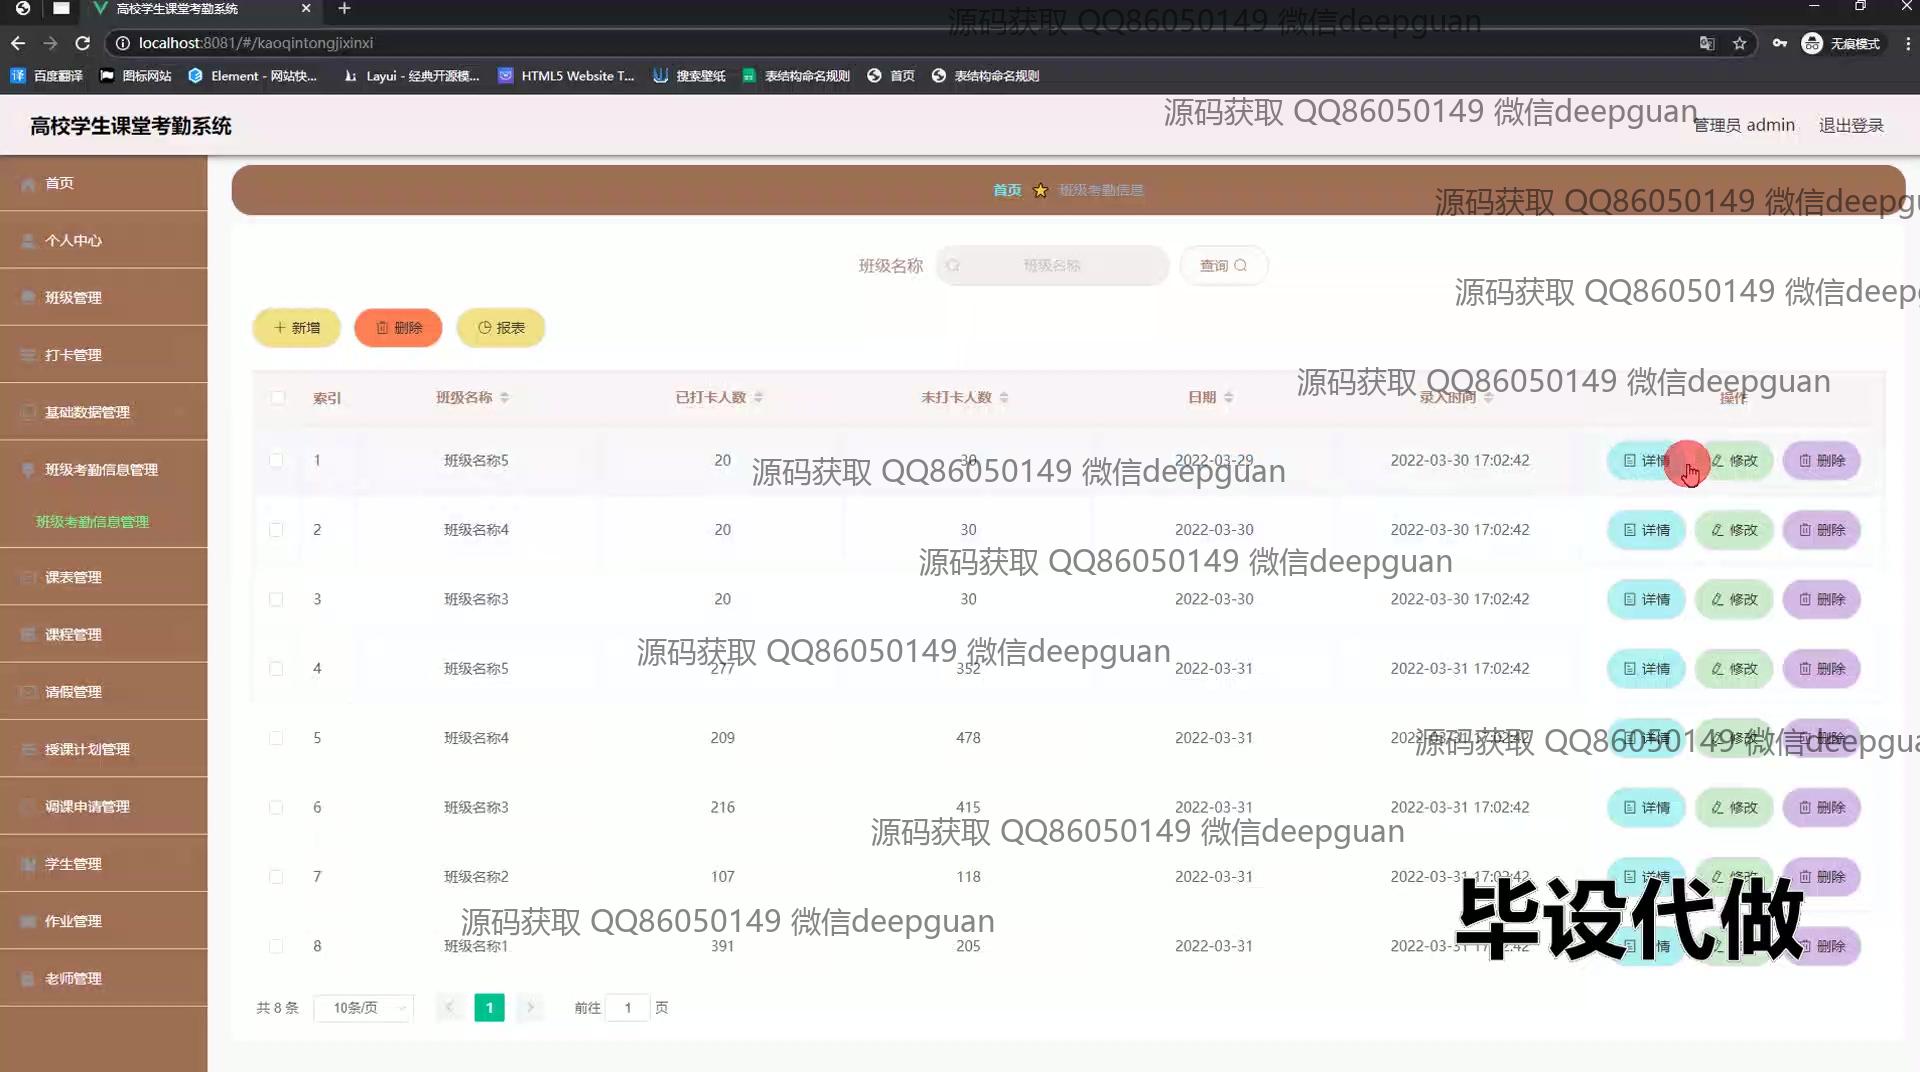 高校学生课堂考勤系统
localhost:8081/#/kaoqintongjixinxi
无痕模式
百度翻译 图标网站 Element - 网站快... Layui - 经典开源模... HTML5 Website T... 搜索壁纸 表结构命名规则 首页 表结构命名规则
源码获取 QQ86050149 微信deepguan
高校学生课堂考勤系统
源码获取 QQ86050149 微信deepguan
管理员 admin 退出登录
首页
个人中心
班级管理
打卡管理
基础数据管理
班级考勤信息管理
班级考勤信息管理
课表管理
课程管理
请假管理
授课计划管理
调课申请管理
学生管理
作业管理
老师管理
首页 班级考勤信息
源码获取 QQ86050149 微信deepgu
班级名称 班级名称 查询
源码获取 QQ86050149 微信deep
新增 删除 报表
源码获取 QQ86050149 微信deepguan
索引 班级名称 已打卡人数 未打卡人数 日期 录入时间 操作
1 班级名称5 20 30 2022-03-29 2022-03-30 17:02:42 详情 修改 删除
源码获取 QQ86050149 微信deepguan
2 班级名称4 20 30 2022-03-30 2022-03-30 17:02:42 详情 修改 删除
源码获取 QQ86050149 微信deepguan
3 班级名称3 20 30 2022-03-30 2022-03-30 17:02:42 详情 修改 删除
源码获取 QQ86050149 微信deepguan
4 班级名称5 277 352 2022-03-31 2022-03-31 17:02:42 详情 修改 删除
5 班级名称4 209 478 2022-03-31 2022-03-31 17:02:42 详情 修改 删除
源码获取 QQ86050149 微信deepgua
6 班级名称3 216 415 2022-03-31 2022-03-31 17:02:42 详情 修改 删除
源码获取 QQ86050149 微信deepguan
7 班级名称2 107 118 2022-03-31 2022-03-31 17:02:42 详情 修改 删除
毕设代做
源码获取 QQ86050149 微信deepguan
8 班级名称1 391 205 2022-03-31 2022-03-31 17:02:42 详情 删除
共 8 条 10条/页 1 前往 1 页